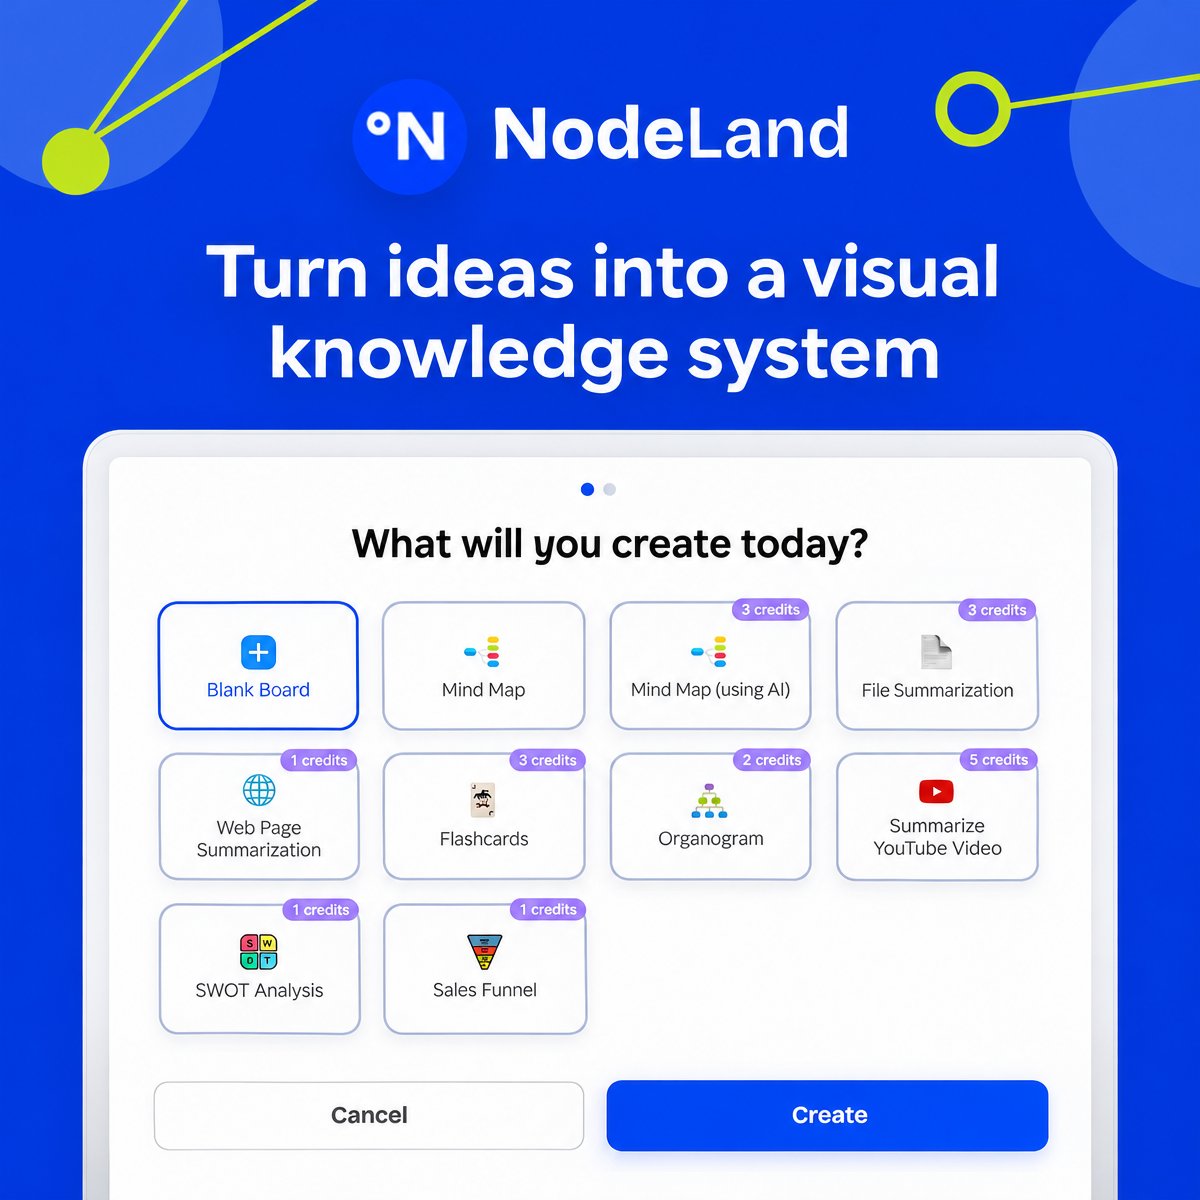 °N NodeLand
Turn ideas into a visual
knowledge system
What will you create today?
Blank Board
Mind Map
3 credits
Mind Map (using AI)
3 credits
File Summarization
1 credits
Web Page
Summarization
3 credits
Flashcards
2 credits
Organogram
5 credits
Summarize
YouTube Video
1 credits
S W
O T
SWOT Analysis
1 credits
Sales Funnel
Cancel
Create